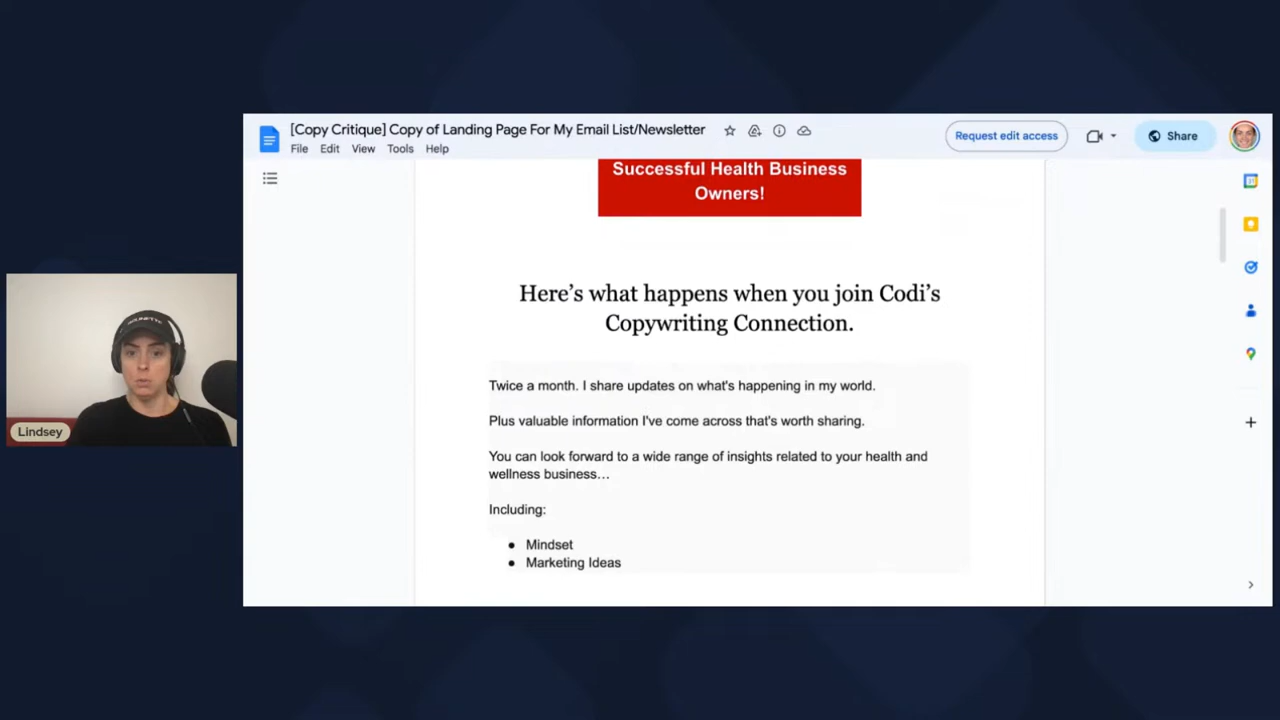 [Copy Critique] Copy of Landing Page For My Email List/Newsletter
File Edit View Tools Help
Request edit access
Share
Successful Health Business
Owners!
Here's what happens when you join Codi's
Copywriting Connection.
Twice a month. I share updates on what's happening in my world.
Plus valuable information I've come across that's worth sharing.
You can look forward to a wide range of insights related to your health and
wellness business…
Including:
● Mindset
● Marketing Ideas
Lindsey